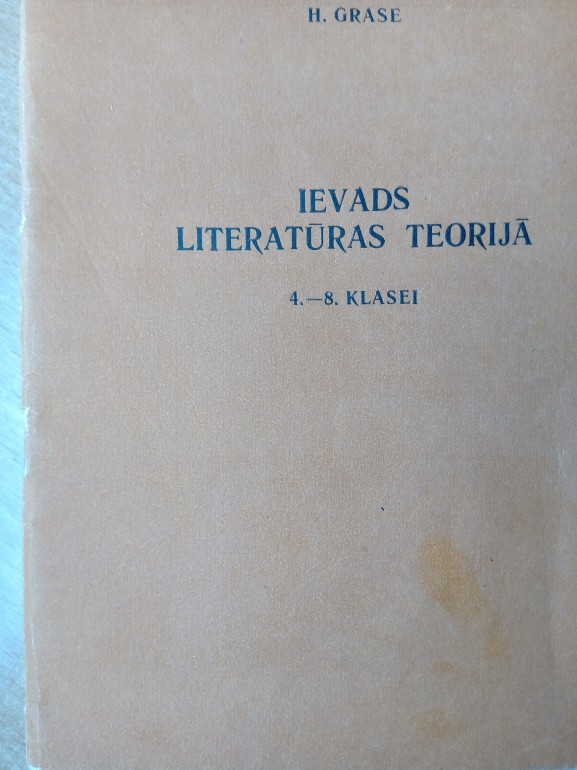 H. GRASE
IEVADS
LITERATŪRAS TEORIJĀ
4.—8. KLASEI